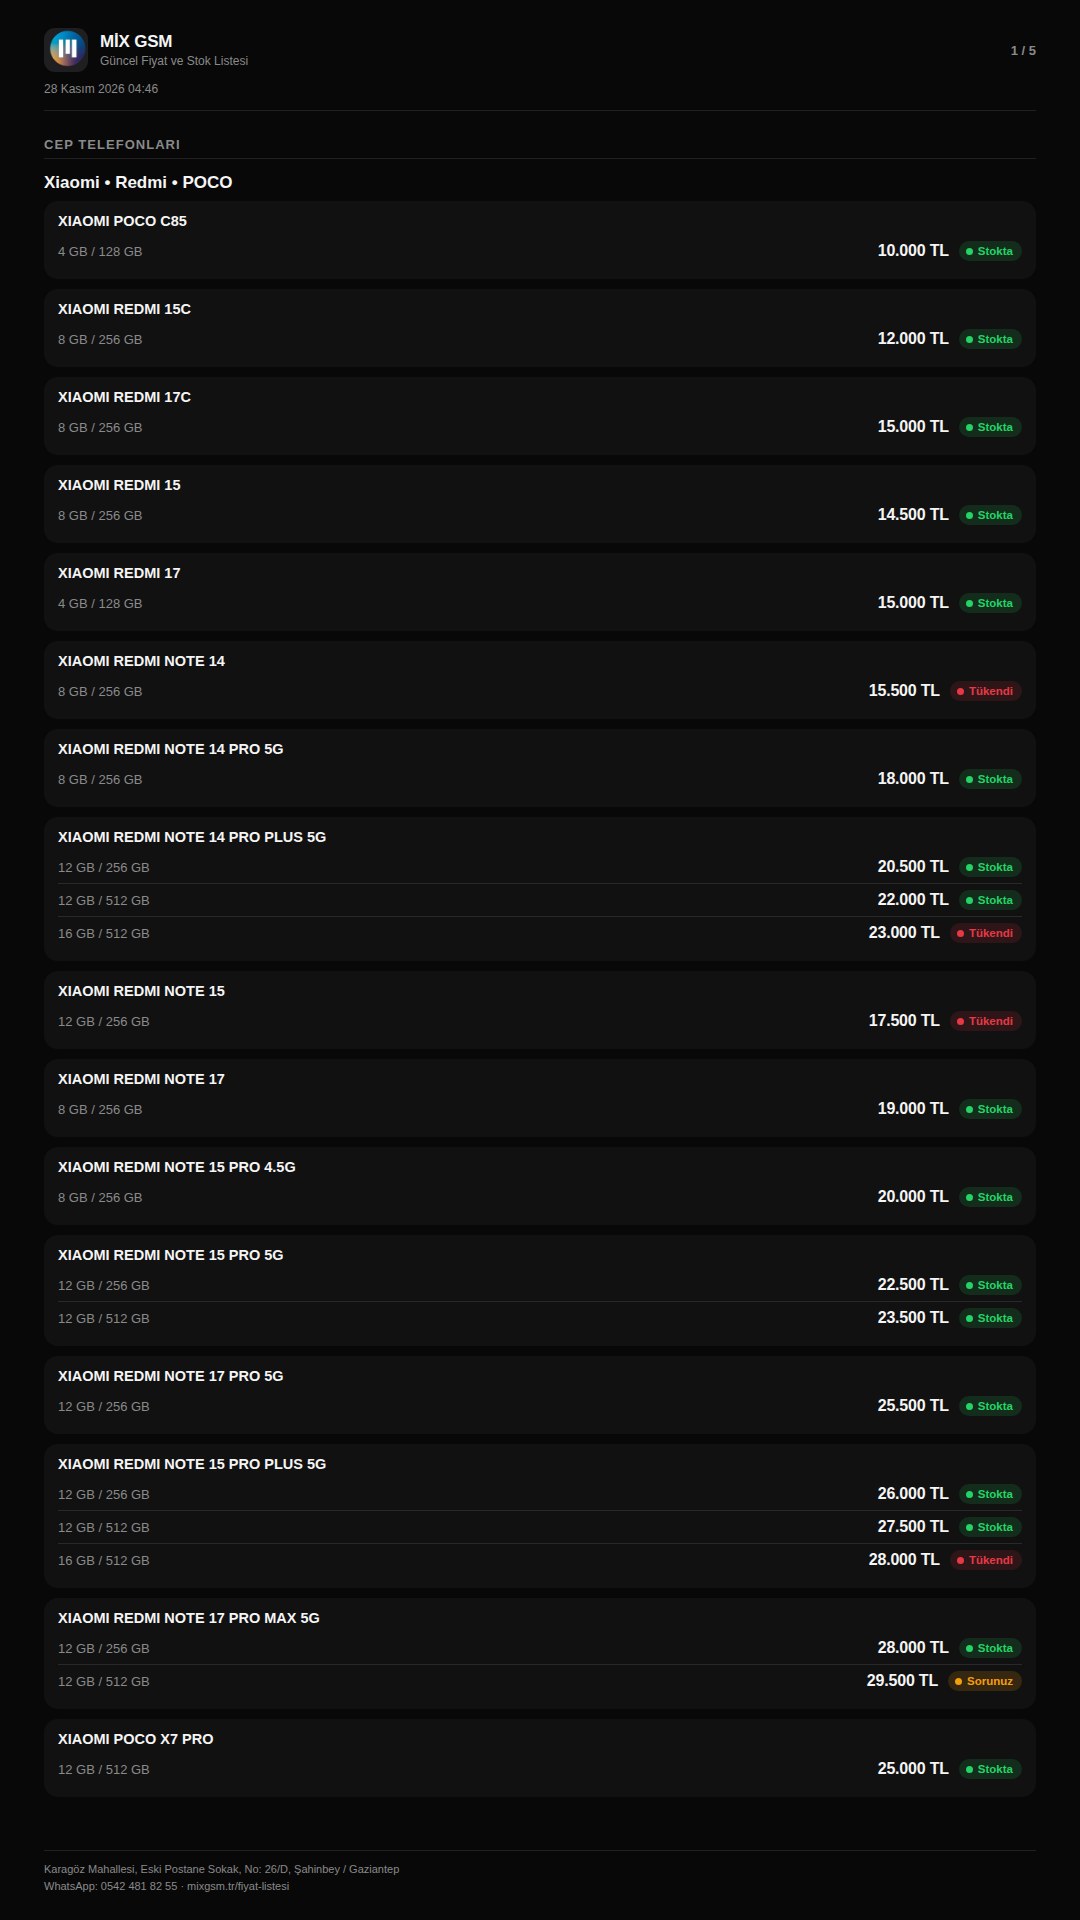 MİX GSM
Güncel Fiyat ve Stok Listesi
1 / 5
28 Kasım 2026 04:46
CEP TELEFONLARI
Xiaomi • Redmi • POCO
XIAOMI POCO C85
4 GB / 128 GB 10.000 TL Stokta
XIAOMI REDMI 15C
8 GB / 256 GB 12.000 TL Stokta
XIAOMI REDMI 17C
8 GB / 256 GB 15.000 TL Stokta
XIAOMI REDMI 15
8 GB / 256 GB 14.500 TL Stokta
XIAOMI REDMI 17
4 GB / 128 GB 15.000 TL Stokta
XIAOMI REDMI NOTE 14
8 GB / 256 GB 15.500 TL Tükendi
XIAOMI REDMI NOTE 14 PRO 5G
8 GB / 256 GB 18.000 TL Stokta
XIAOMI REDMI NOTE 14 PRO PLUS 5G
12 GB / 256 GB 20.500 TL Stokta
12 GB / 512 GB 22.000 TL Stokta
16 GB / 512 GB 23.000 TL Tükendi
XIAOMI REDMI NOTE 15
12 GB / 256 GB 17.500 TL Tükendi
XIAOMI REDMI NOTE 17
8 GB / 256 GB 19.000 TL Stokta
XIAOMI REDMI NOTE 15 PRO 4.5G
8 GB / 256 GB 20.000 TL Stokta
XIAOMI REDMI NOTE 15 PRO 5G
12 GB / 256 GB 22.500 TL Stokta
12 GB / 512 GB 23.500 TL Stokta
XIAOMI REDMI NOTE 17 PRO 5G
12 GB / 256 GB 25.500 TL Stokta
XIAOMI REDMI NOTE 15 PRO PLUS 5G
12 GB / 256 GB 26.000 TL Stokta
12 GB / 512 GB 27.500 TL Stokta
16 GB / 512 GB 28.000 TL Tükendi
XIAOMI REDMI NOTE 17 PRO MAX 5G
12 GB / 256 GB 28.000 TL Stokta
12 GB / 512 GB 29.500 TL Sorunuz
XIAOMI POCO X7 PRO
12 GB / 512 GB 25.000 TL Stokta
Karagöz Mahallesi, Eski Postane Sokak, No: 26/D, Şahinbey / Gaziantep
WhatsApp: 0542 481 82 55 · mixgsm.tr/fiyat-listesi